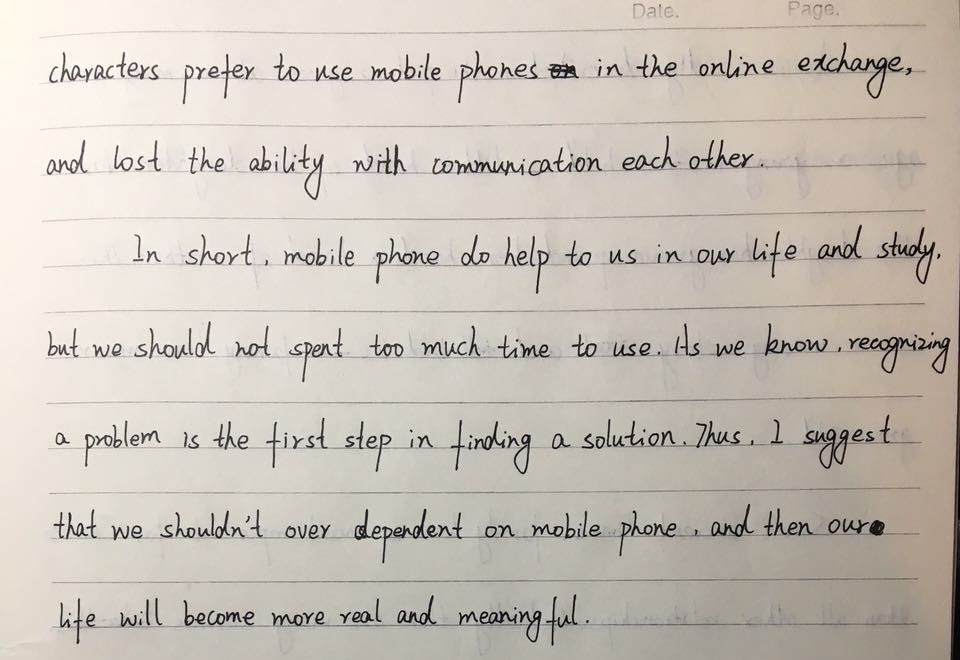 Date. Page.
characters prefer to use mobile phones in the online exchange,
and lost the ability with communication each other.
In short, mobile phone do help to us in our life and study,
but we should not spent too much time to use. As we know, recognizing
a problem is the first step in finding a solution. Thus, I suggest
that we shouldn't over dependent on mobile phone, and then our
life will become more real and meaningful.